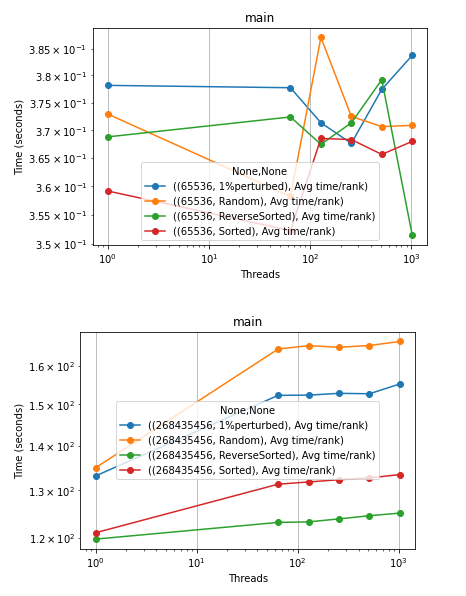 main
3.85 × 10⁻¹
3.8 × 10⁻¹
3.75 × 10⁻¹
3.7 × 10⁻¹
3.65 × 10⁻¹
3.6 × 10⁻¹
3.55 × 10⁻¹
3.5 × 10⁻¹
Time (seconds)
None,None
((65536, 1%perturbed), Avg time/rank)
((65536, Random), Avg time/rank)
((65536, ReverseSorted), Avg time/rank)
((65536, Sorted), Avg time/rank)
10⁰ 10¹ 10² 10³
Threads
main
1.6 × 10²
1.5 × 10²
1.4 × 10²
1.3 × 10²
1.2 × 10²
Time (seconds)
None,None
((268435456, 1%perturbed), Avg time/rank)
((268435456, Random), Avg time/rank)
((268435456, ReverseSorted), Avg time/rank)
((268435456, Sorted), Avg time/rank)
10⁰ 10¹ 10² 10³
Threads